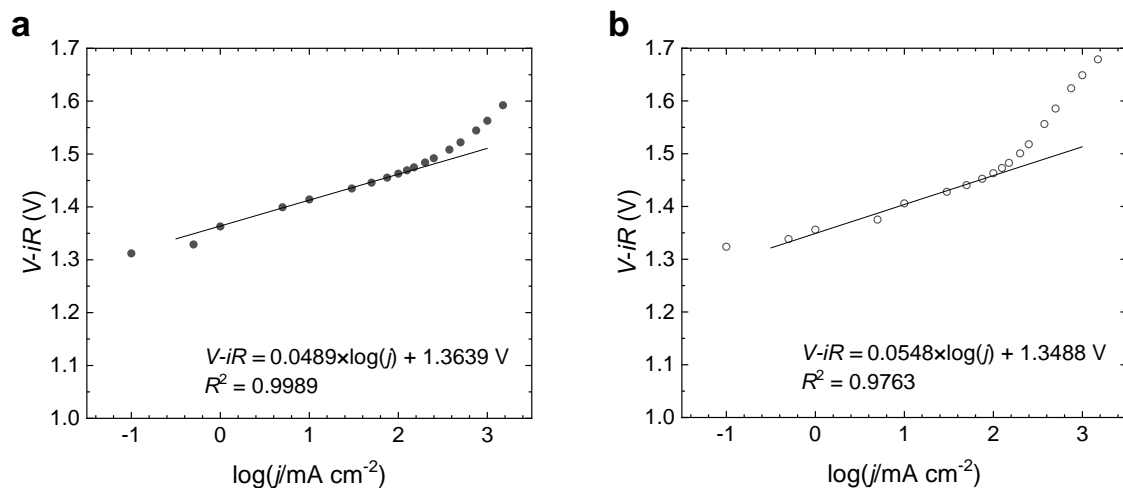 a
1.7
1.6
1.5
1.4
1.3
1.2
1.1
1.0
V-iR (V)
V-iR = 0.0489×log(j) + 1.3639 V
R² = 0.9989
-1 0 1 2 3
log(j/mA cm⁻²)
b
1.7
1.6
1.5
1.4
1.3
1.2
1.1
1.0
V-iR (V)
V-iR = 0.0548×log(j) + 1.3488 V
R² = 0.9763
-1 0 1 2 3
log(j/mA cm⁻²)